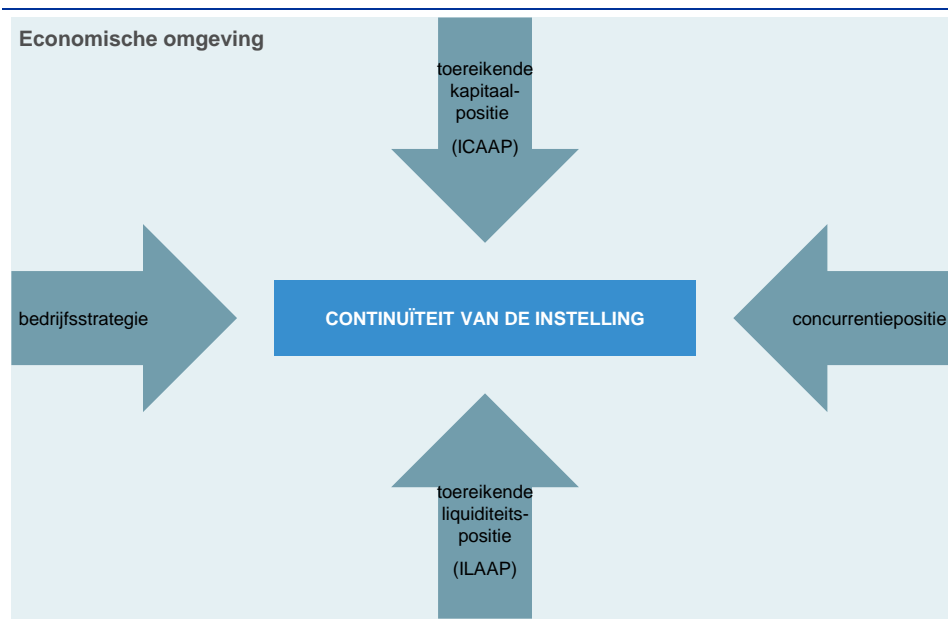 Economische omgeving
toereikende
kapitaal-
positie
(ICAAP)
bedrijfsstrategie
CONTINUÏTEIT VAN DE INSTELLING
concurrentiepositie
toereikende
liquiditeits-
positie
(ILAAP)